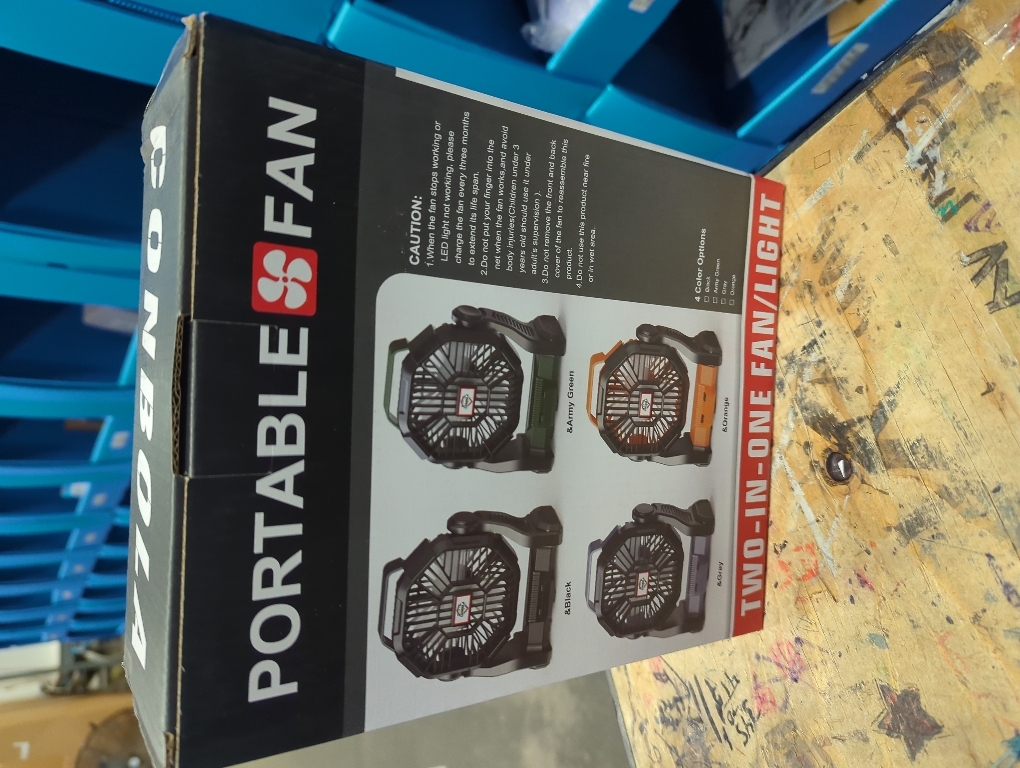 CONBOLA
PORTABLE FAN
CAUTION:
1.When the fan stops working or
LED light not working, please
charge the fan every three months
to extend its life span.
2.Do not put your finger into the
net when the fan works,and avoid
body injuries(Children under 3
years old should use it under
adult's supervision ).
3.Do not remove the front and back
cover of the fan to reassemble this
product.
4.Do not use this product near fire
or in wet area.
&Black
&Army Green
&Gray
&Orange
4 Color Options
Black
Army Green
Gray
Orange
TWO-IN-ONE FAN/LIGHT